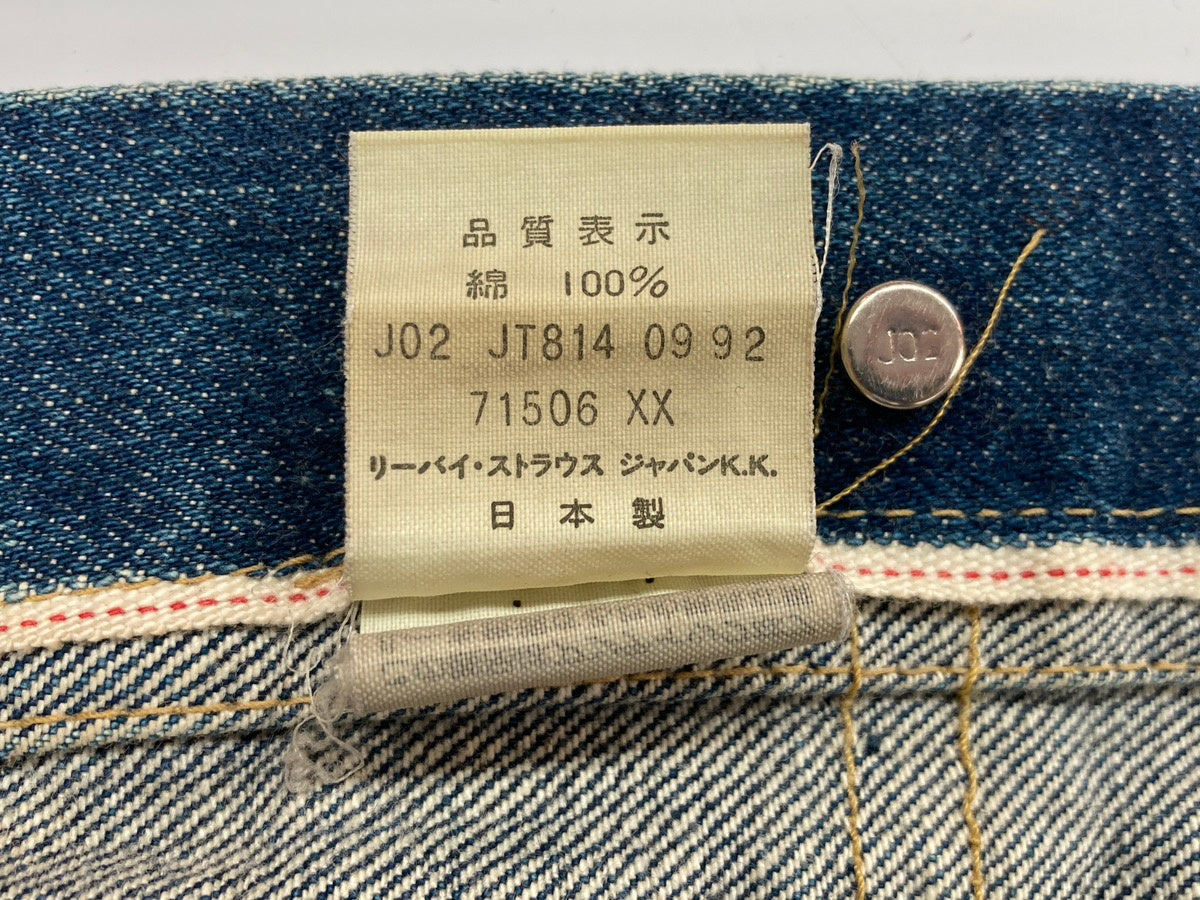 品質表示
綿 100%
J02 JT814 09 92
71506 XX
リーバイ・ストラウス ジャパンK.K.
日本製
J02